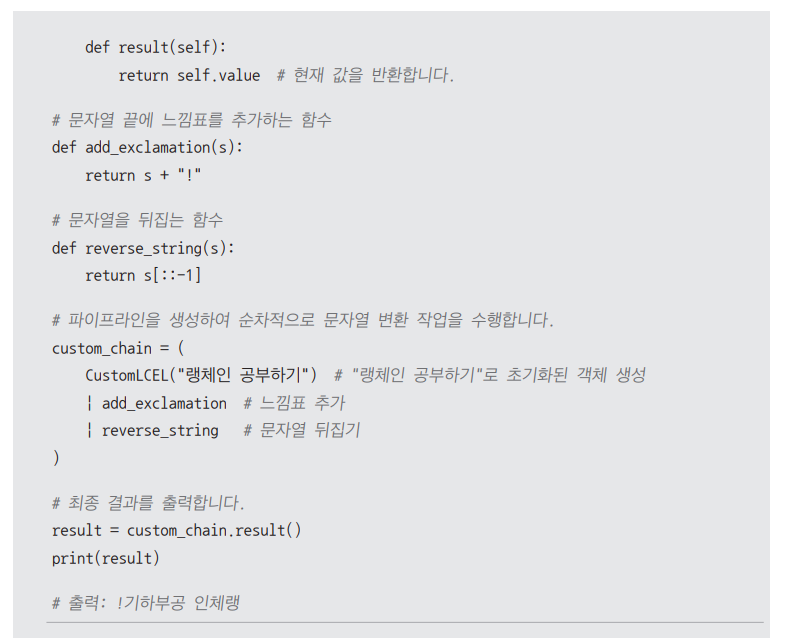 def result(self):
return self.value # 현재 값을 반환합니다.
# 문자열 끝에 느낌표를 추가하는 함수
def add_exclamation(s):
return s + "!"
# 문자열을 뒤집는 함수
def reverse_string(s):
return s[::-1]
# 파이프라인을 생성하여 순차적으로 문자열 변환 작업을 수행합니다.
custom_chain = (
CustomLCEL("랭체인 공부하기") # "랭체인 공부하기"로 초기화된 객체 생성
| add_exclamation # 느낌표 추가
| reverse_string # 문자열 뒤집기
)
# 최종 결과를 출력합니다.
result = custom_chain.result()
print(result)
# 출력: !기하부공 인체랭